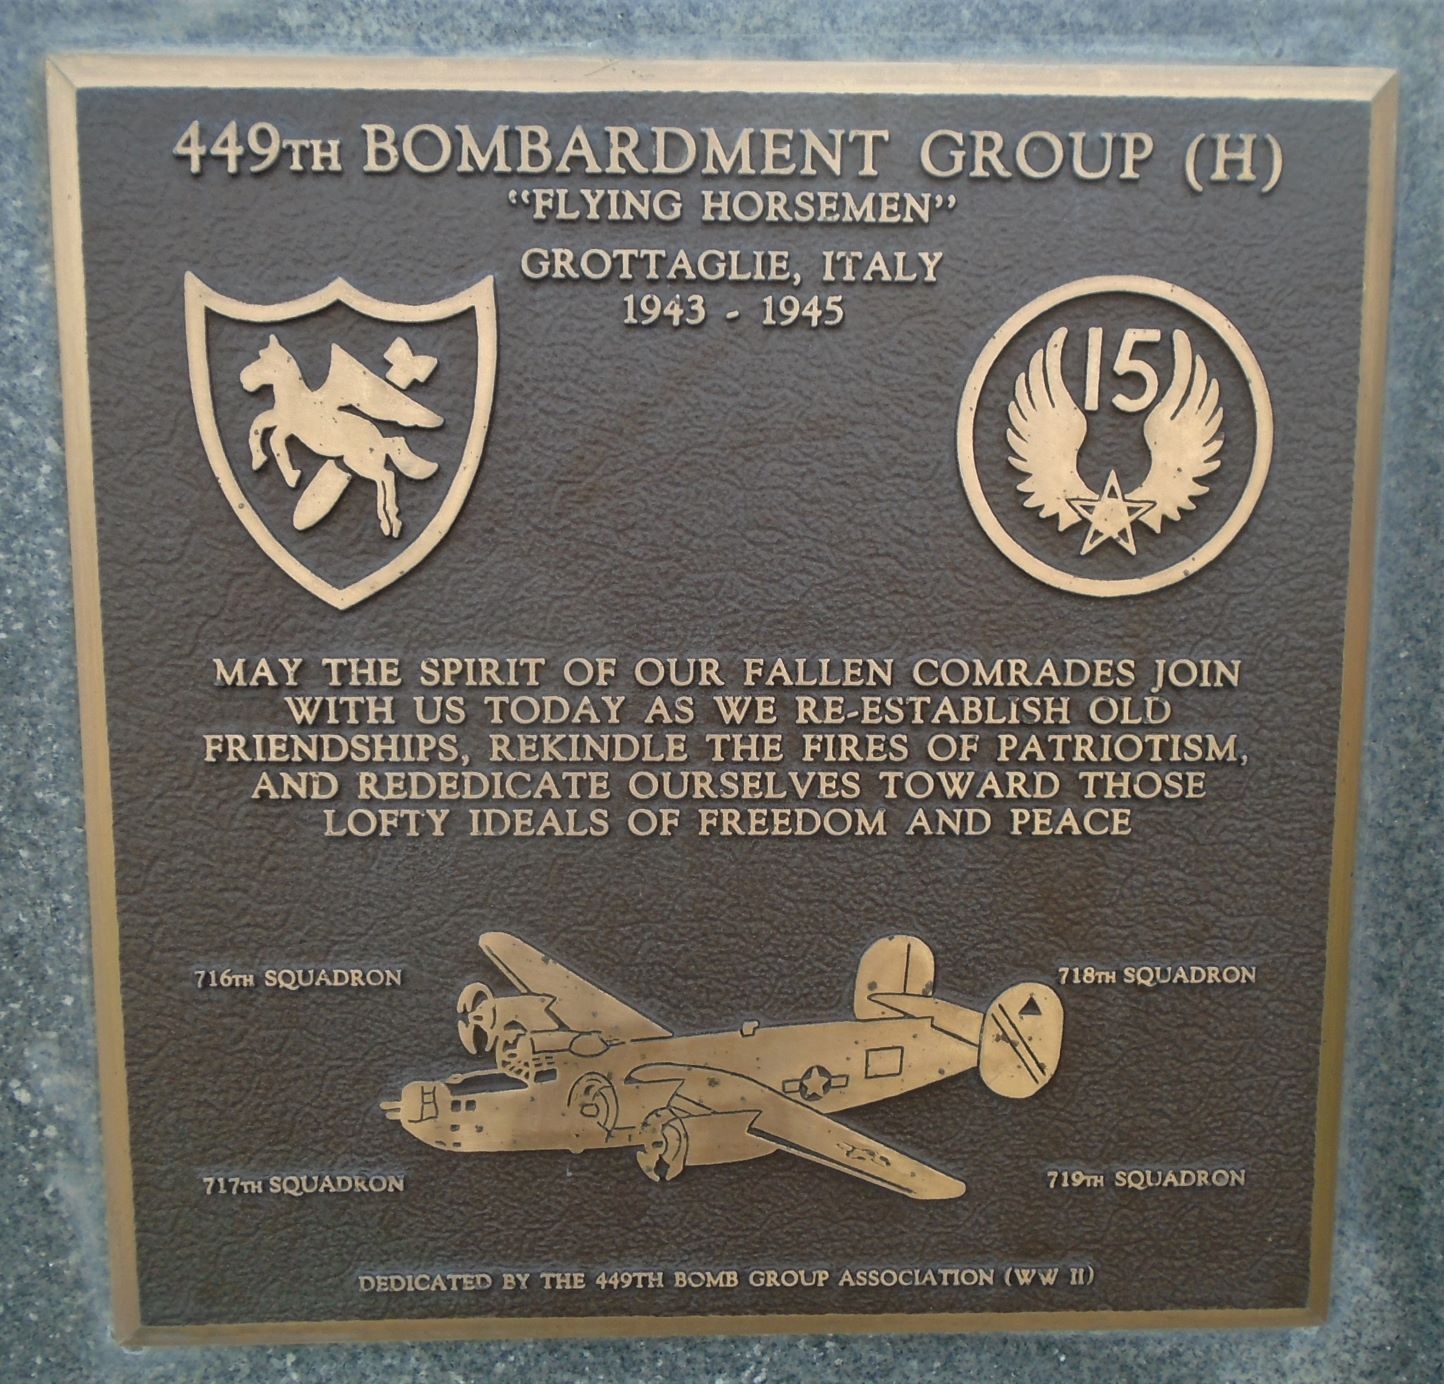 449TH BOMBARDMENT GROUP (H)
"FLYING HORSEMEN"
GROTTAGLIE, ITALY
1943 - 1945
15
MAY THE SPIRIT OF OUR FALLEN COMRADES JOIN
WITH US TODAY AS WE RE-ESTABLISH OLD
FRIENDSHIPS, REKINDLE THE FIRES OF PATRIOTISM,
AND REDEDICATE OURSELVES TOWARD THOSE
LOFTY IDEALS OF FREEDOM AND PEACE
716TH SQUADRON
718TH SQUADRON
717TH SQUADRON
719TH SQUADRON
DEDICATED BY THE 449TH BOMB GROUP ASSOCIATION (WW II)